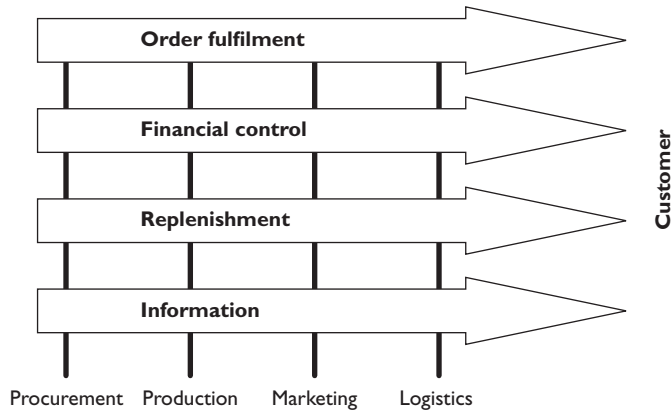 Order fulfilment
Financial control
Replenishment
Information
Customer
Procurement Production Marketing Logistics